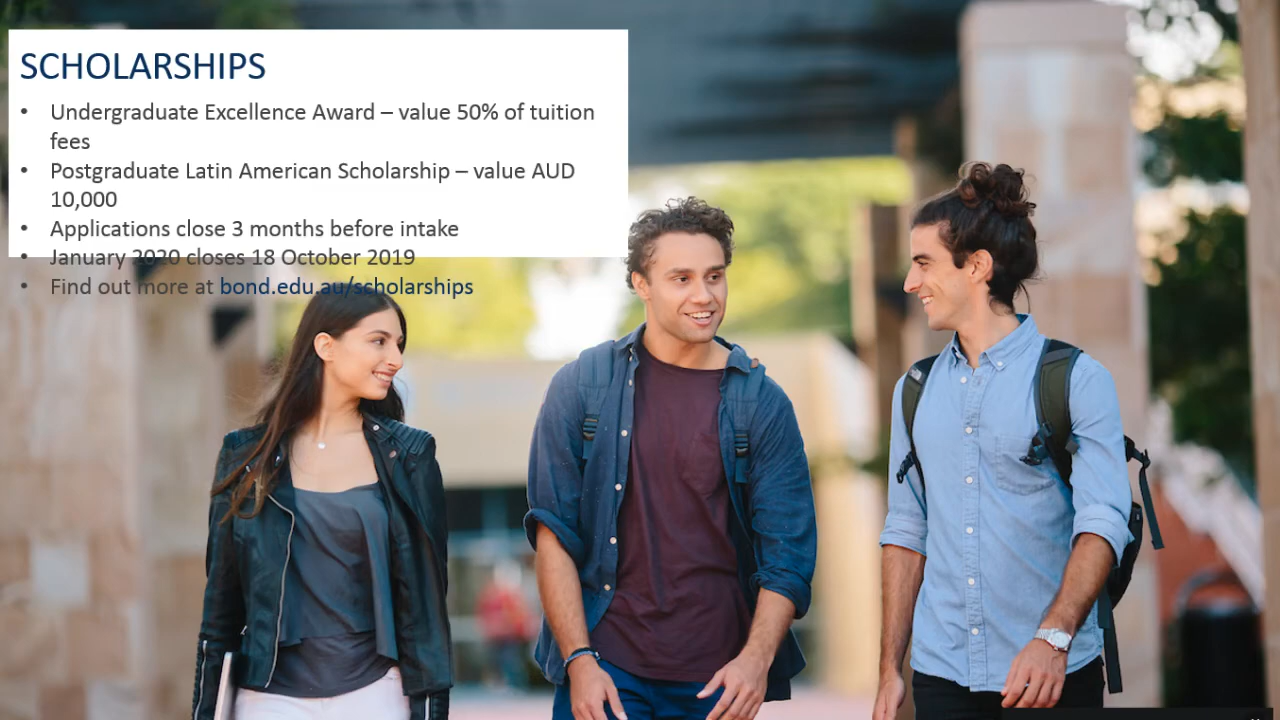 SCHOLARSHIPS
• Undergraduate Excellence Award – value 50% of tuition
fees
• Postgraduate Latin American Scholarship – value AUD
10,000
• Applications close 3 months before intake
• January 2020 closes 18 October 2019
• Find out more at bond.edu.au/scholarships